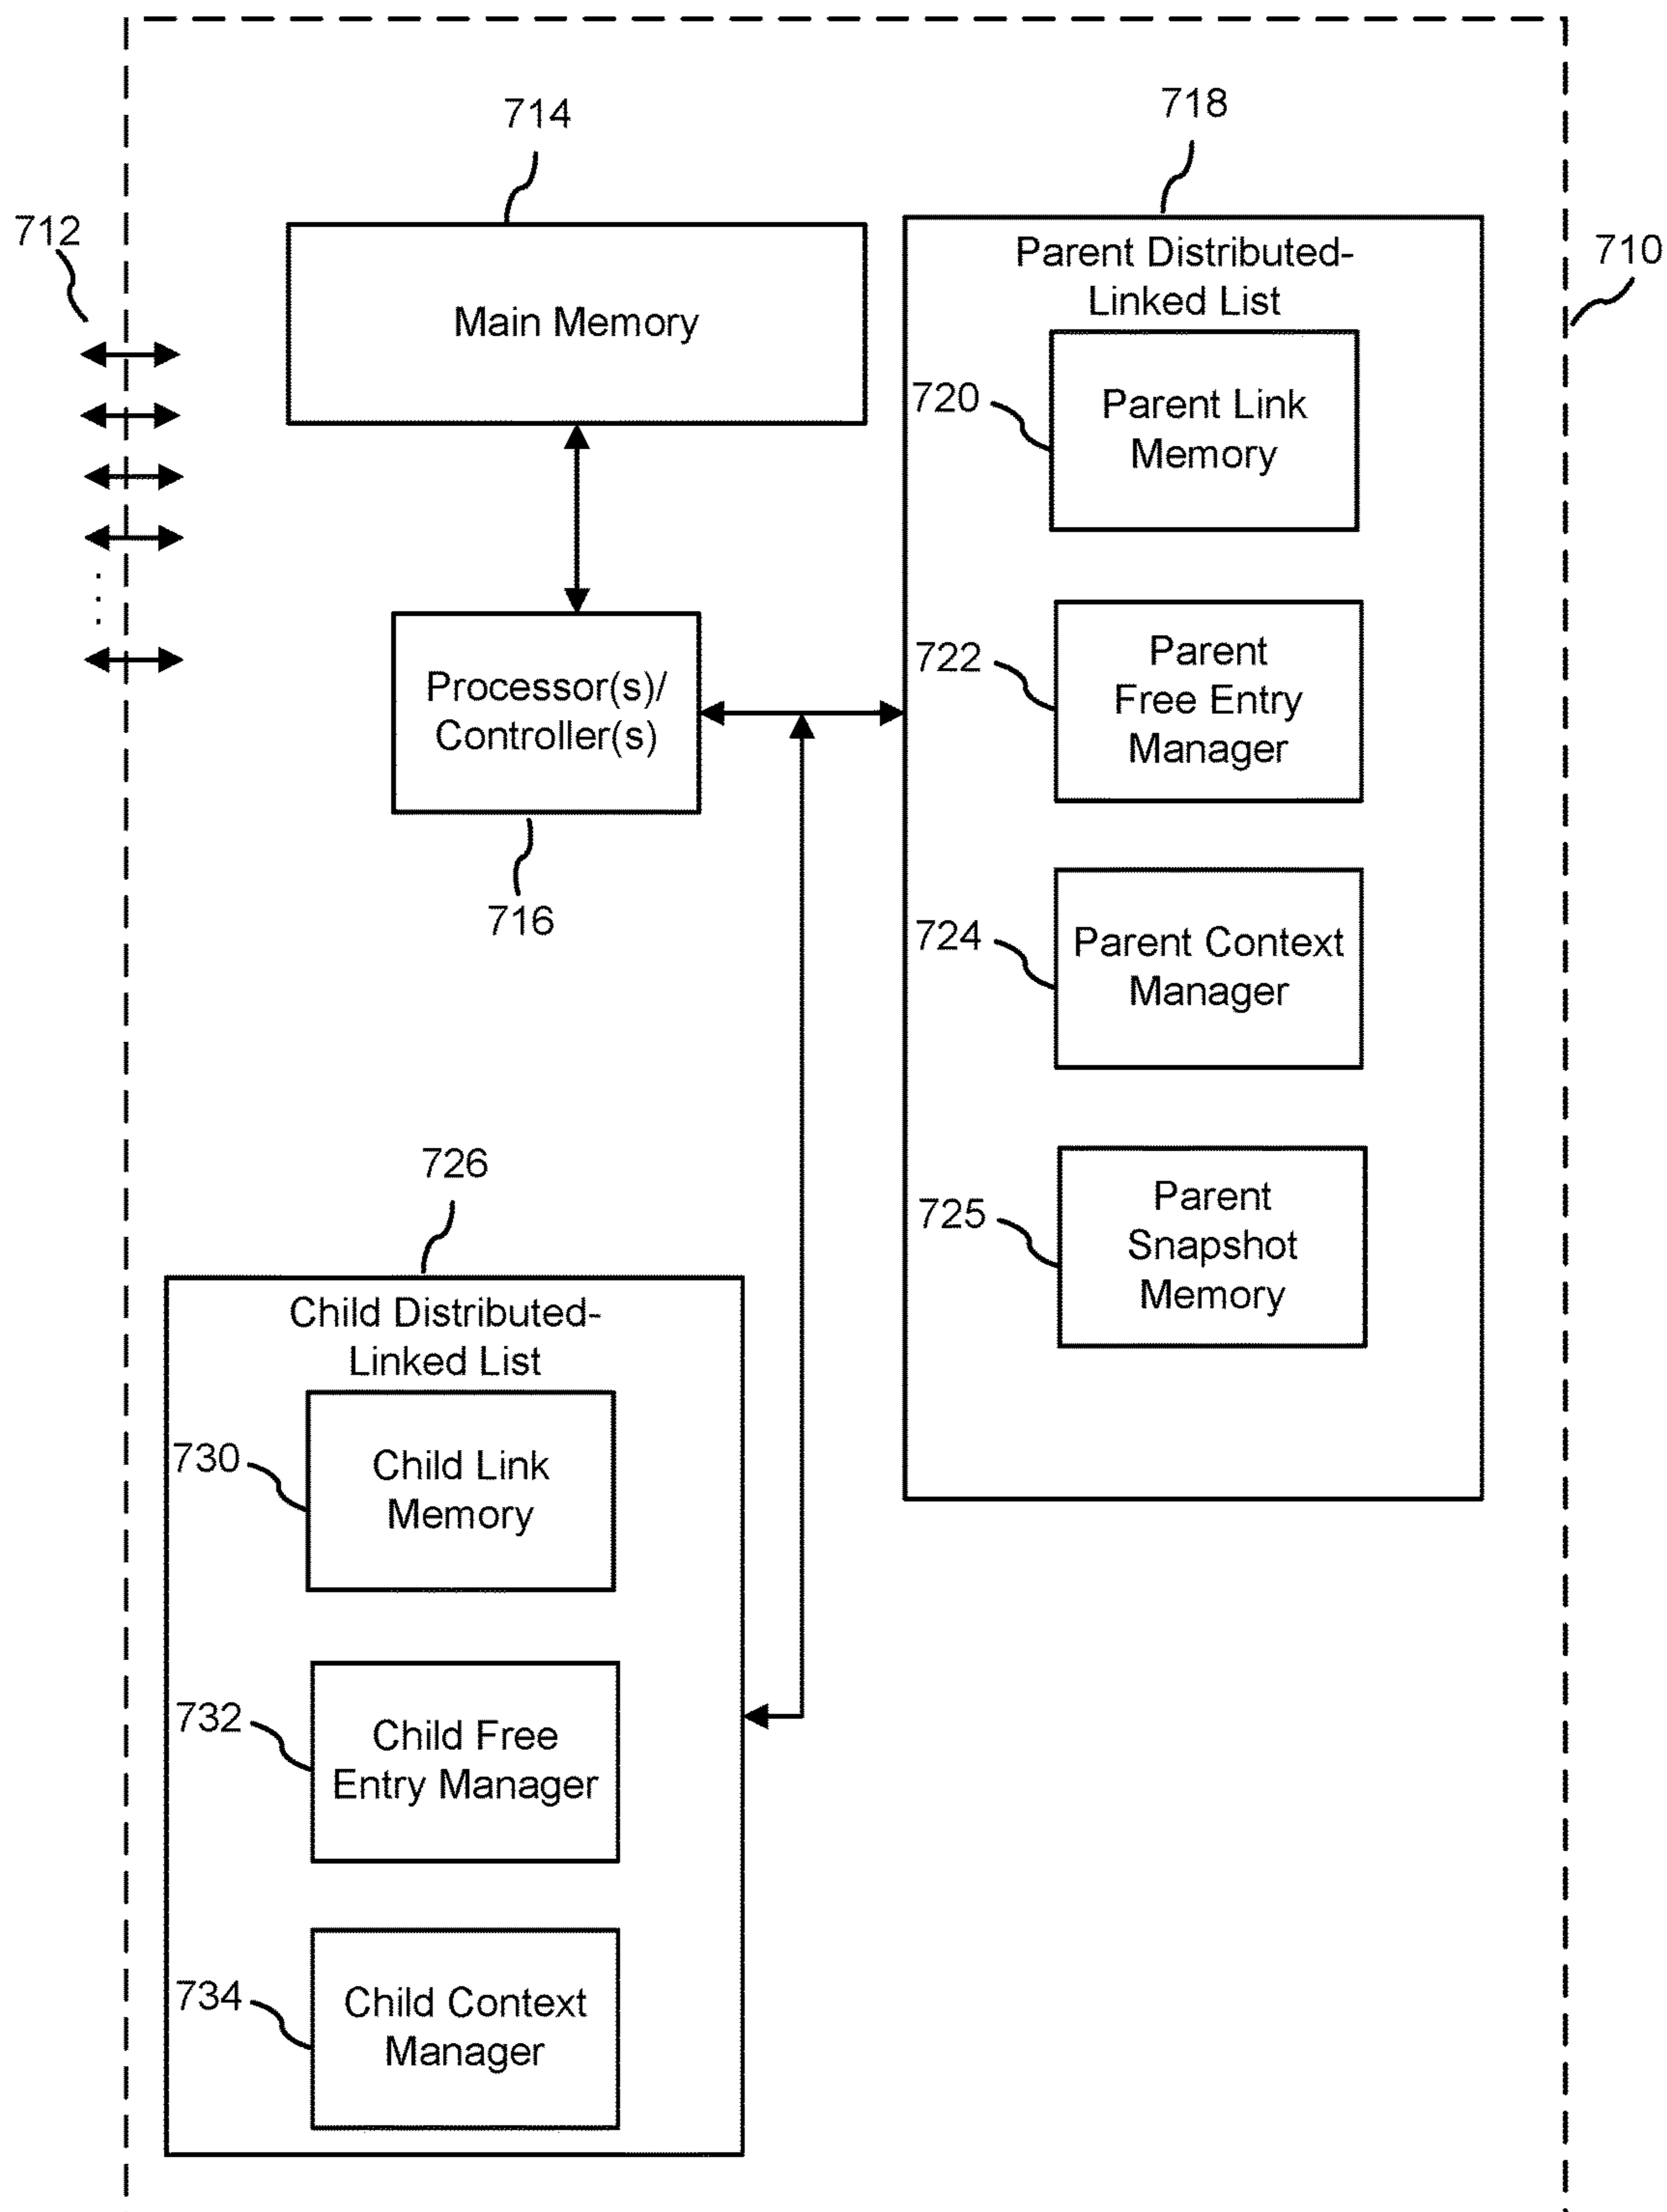 714
718
712
710
Main Memory
Parent Distributed-
Linked List
720
Parent Link
Memory
722
Parent
Free Entry
Manager
Processor(s)/
Controller(s)
716
724
Parent Context
Manager
726
725
Parent
Snapshot
Memory
Child Distributed-
Linked List
730
Child Link
Memory
732
Child Free
Entry Manager
734
Child Context
Manager